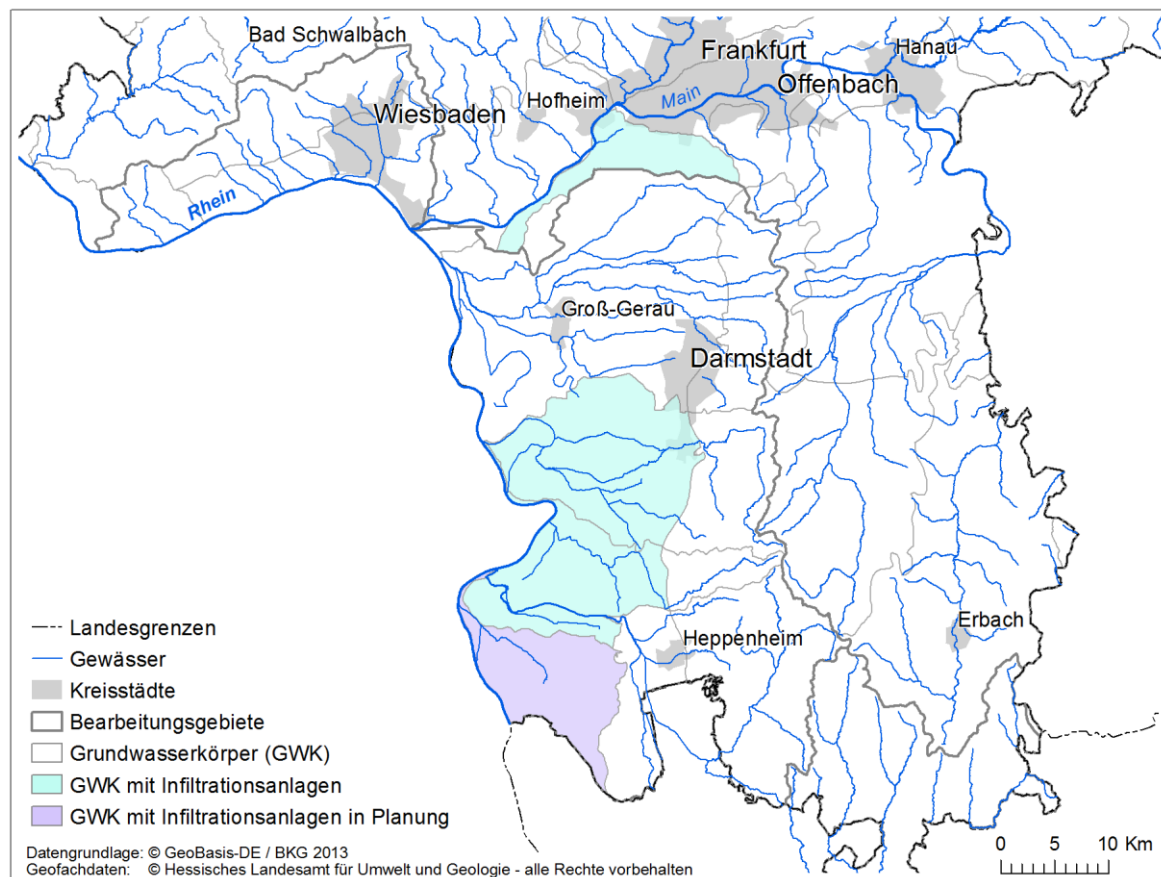 Bad Schwalbach
Frankfurt
Hanau
Offenbach
Hofheim
Main
Wiesbaden
Rhein
Groß-Gerau
Darmstadt
Heppenheim
Erbach
Landesgrenzen
Gewässer
Kreisstädte
Bearbeitungsgebiete
Grundwasserkörper (GWK)
GWK mit Infiltrationsanlagen
GWK mit Infiltrationsanlagen in Planung
0 10 Km
Datengrundlage: © GeoBasis-DE / BKG 2013
Geofachdaten: © Hessisches Landesamt für Umwelt und Geologie - alle Rechte vorbehalten